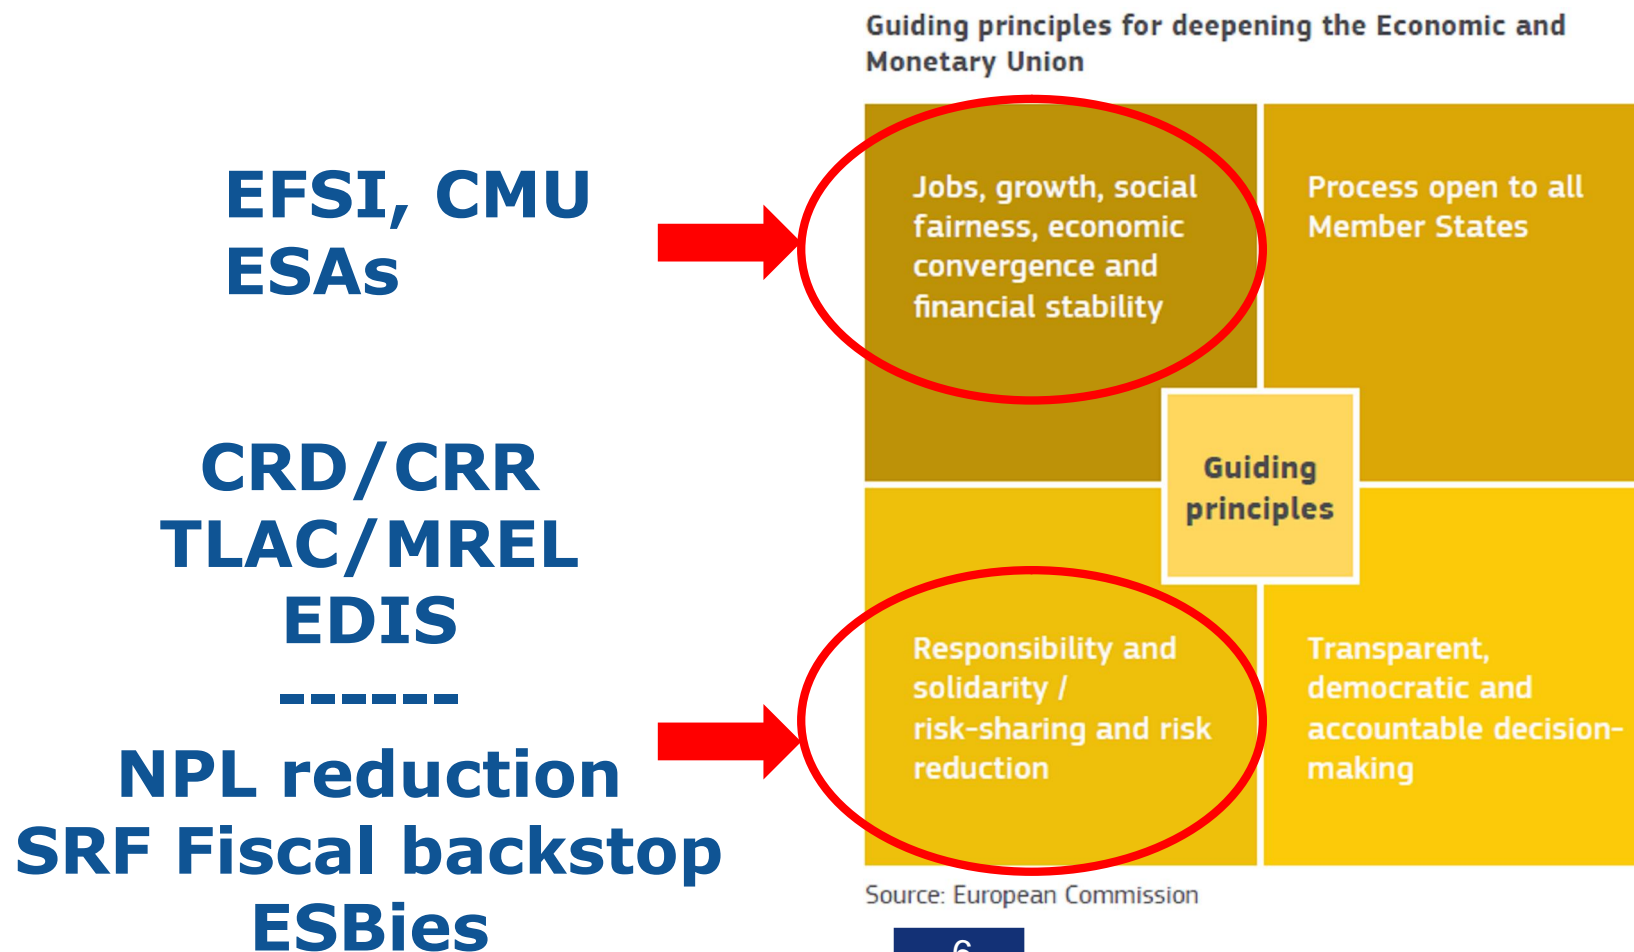 Guiding principles for deepening the Economic and
Monetary Union
EFSI, CMU
ESAs
CRD/CRR
TLAC/MREL
EDIS
------
NPL reduction
SRF Fiscal backstop
ESBies
Jobs, growth, social
fairness, economic
convergence and
financial stability
Process open to all
Member States
Guiding
principles
Responsibility and
solidarity /
risk-sharing and risk
reduction
Transparent,
democratic and
accountable decision-
making
Source: European Commission
6